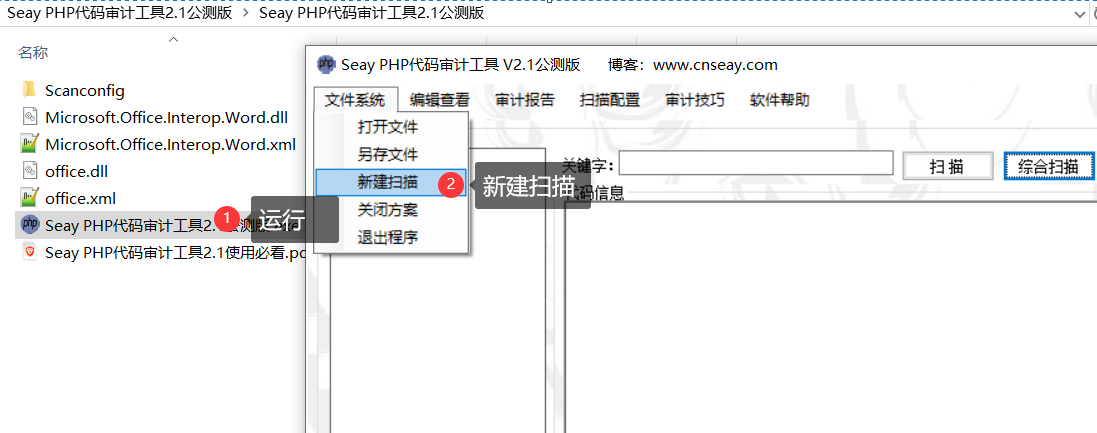 Seay PHP代码审计工具2.1公测版 > Seay PHP代码审计工具2.1公测版
名称
Scanconfig
Microsoft.Office.Interop.Word.dll
Microsoft.Office.Interop.Word.xml
office.dll
office.xml
Seay PHP代码审计工具2.
Seay PHP代码审计工具2.1使用必看.pd
1 运行
Seay PHP代码审计工具 V2.1公测版 博客：www.cnseay.com
文件系统 编辑查看 审计报告 扫描配置 审计技巧 软件帮助
打开文件
另存文件
新建扫描
关闭方案
退出程序
2 新建扫描
关键字： 扫 描 综合扫描
代码信息